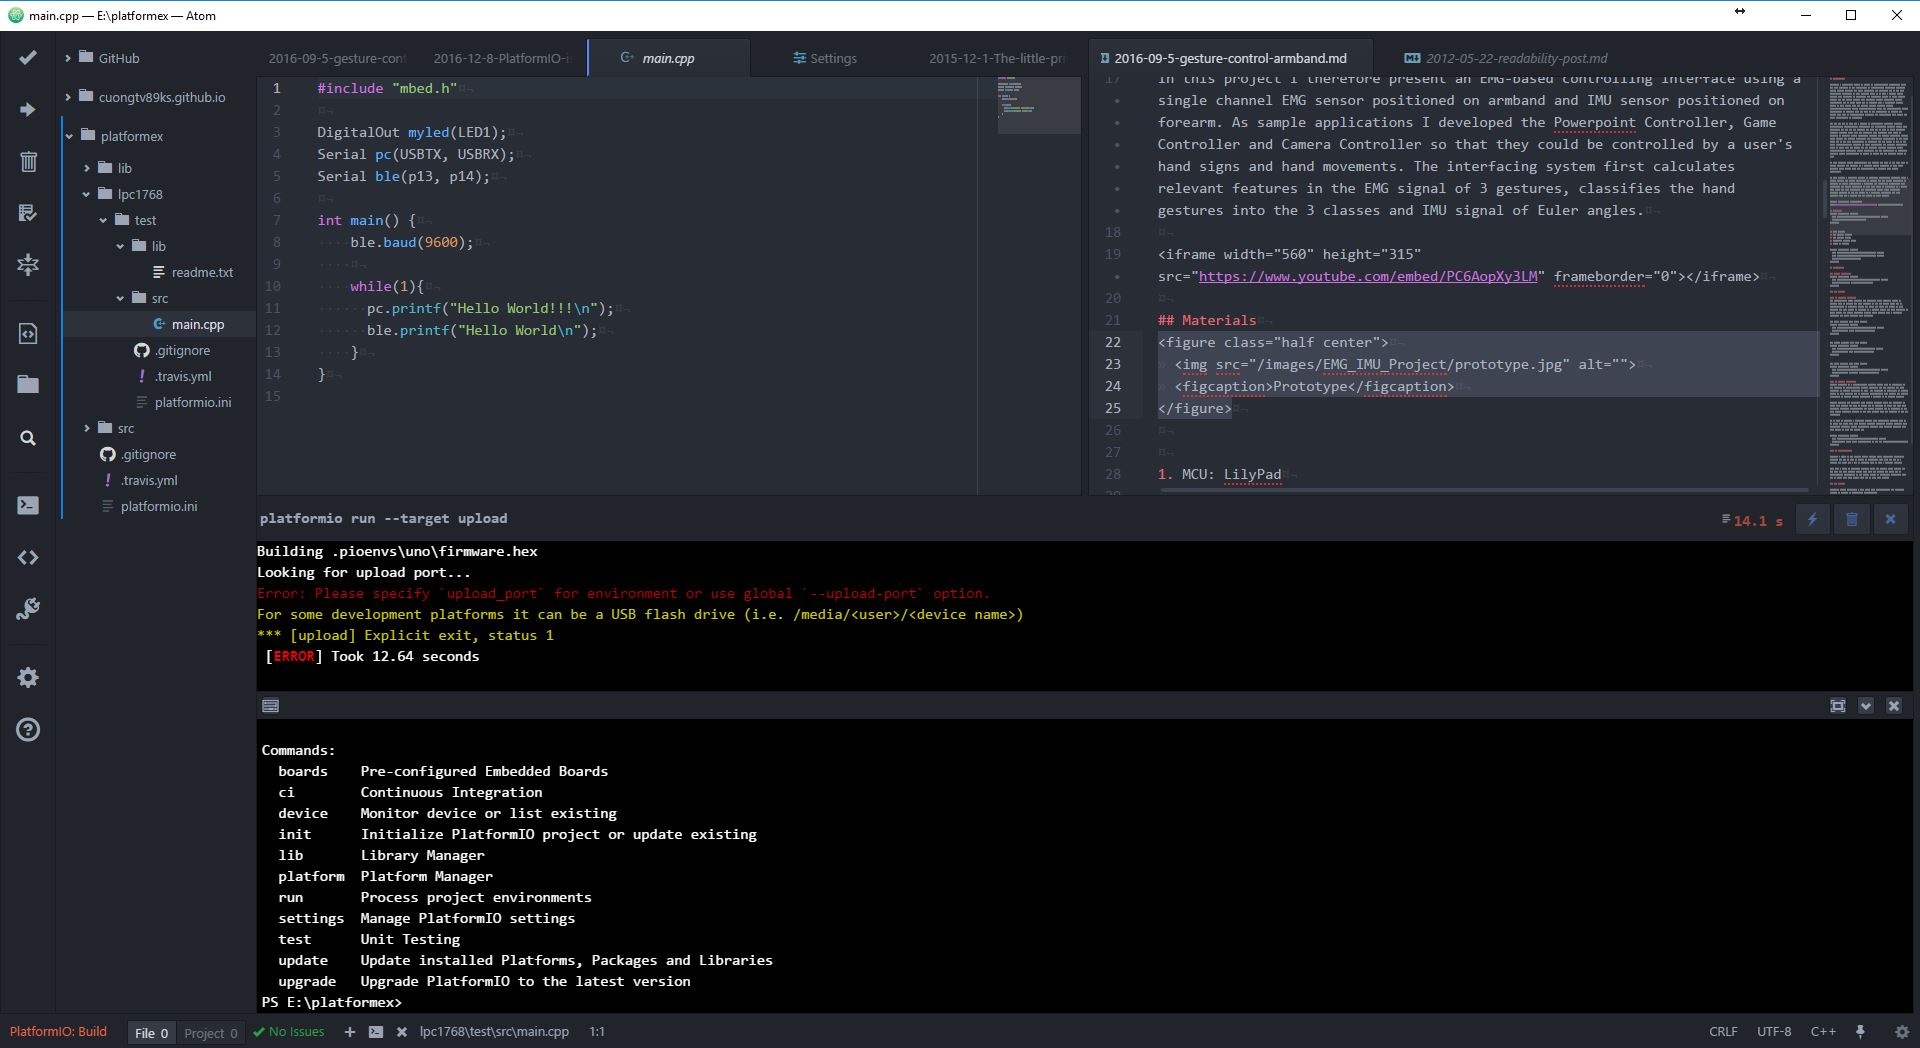 main.cpp — E:\platformex — Atom
GitHub
cuongtv89ks.github.io
platformex
lib
lpc1768
test
lib
readme.txt
src
main.cpp
.gitignore
.travis.yml
platformio.ini
src
.gitignore
.travis.yml
platformio.ini
2016-09-5-gesture-cont
2016-12-8-PlatformIO-i
main.cpp
Settings
2015-12-1-The-little-pr
1 #include "mbed.h"
2
3 DigitalOut myled(LED1);
4 Serial pc(USBTX, USBRX);
5 Serial ble(p13, p14);
6
7 int main() {
8 ble.baud(9600);
9
10 while(1){
11 pc.printf("Hello World!!!\n");
12 ble.printf("Hello World\n");
13 }
14 }
15
2016-09-5-gesture-control-armband.md
2012-05-22-readability-post.md
17 In this project I therefore present an EMG-based controlling interface using a
single channel EMG sensor positioned on armband and IMU sensor positioned on
forearm. As sample applications I developed the Powerpoint Controller, Game
Controller and Camera Controller so that they could be controlled by a user's
hand signs and hand movements. The interfacing system first calculates
relevant features in the EMG signal of 3 gestures, classifies the hand
gestures into the 3 classes and IMU signal of Euler angles.
18
19 <iframe width="560" height="315"
src="https://www.youtube.com/embed/PC6AopXy3LM" frameborder="0"></iframe>
20
21 ## Materials
22 <figure class="half center">
23 <img src="/images/EMG_IMU_Project/prototype.jpg" alt="">
24 <figcaption>Prototype</figcaption>
25 </figure>
26
27
28 1. MCU: LilyPad
platformio run --target upload
14.1 s
Building .pioenvs\uno\firmware.hex
Looking for upload port...
Error: Please specify `upload_port` for environment or use global `--upload-port` option.
For some development platforms it can be a USB flash drive (i.e. /media/<user>/<device name>)
*** [upload] Explicit exit, status 1
[ERROR] Took 12.64 seconds
Commands:
boards Pre-configured Embedded Boards
ci Continuous Integration
device Monitor device or list existing
init Initialize PlatformIO project or update existing
lib Library Manager
platform Platform Manager
run Process project environments
settings Manage PlatformIO settings
test Unit Testing
update Update installed Platforms, Packages and Libraries
upgrade Upgrade PlatformIO to the latest version
PS E:\platformex>
PlatformIO: Build
File 0
Project 0
No Issues
lpc1768\test\src\main.cpp
1:1
CRLF
UTF-8
C++